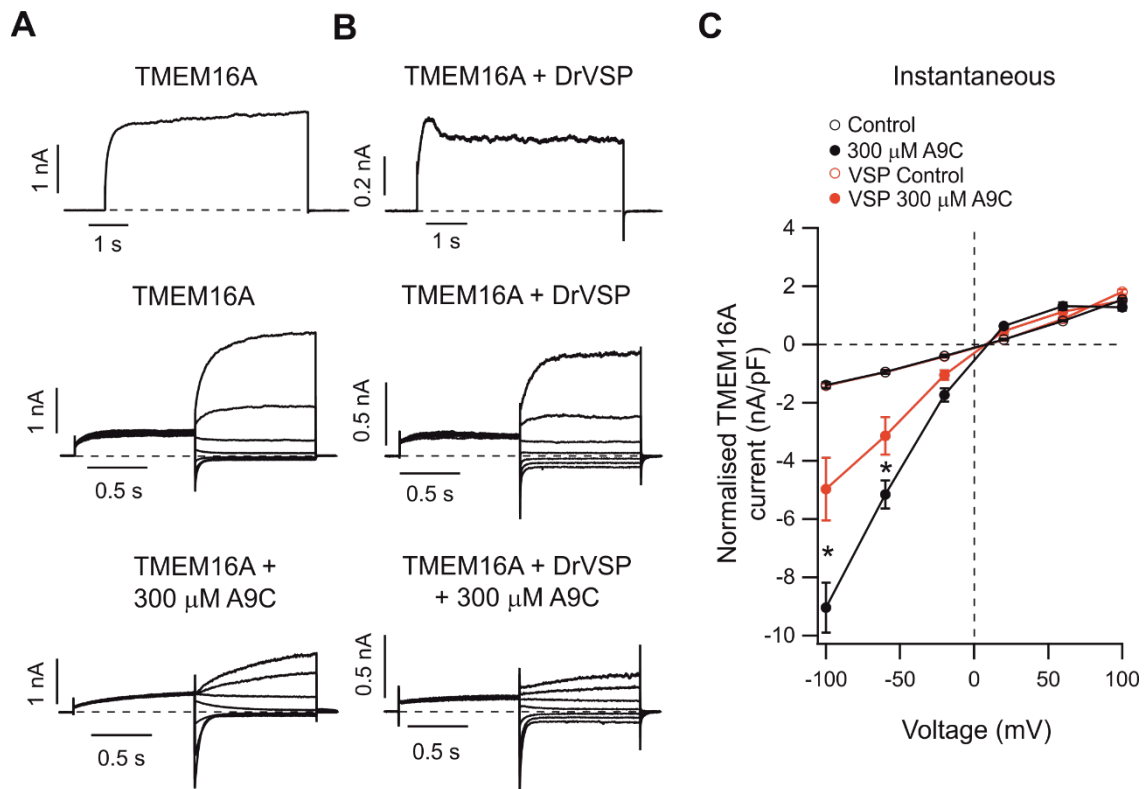 A
TMEM16A
1 nA
1 s
TMEM16A
1 nA
0.5 s
TMEM16A +
300 μM A9C
1 nA
0.5 s
B
TMEM16A + DrVSP
0.2 nA
1 s
TMEM16A + DrVSP
0.5 nA
0.5 s
TMEM16A + DrVSP
+ 300 μM A9C
0.5 nA
0.5 s
C
Instantaneous
Control
300 μM A9C
VSP Control
VSP 300 μM A9C
Normalised TMEM16A
current (nA/pF)
4
2
0
-2
-4
-6
-8
-10
*
*
-100
-50
0
50
100
Voltage (mV)